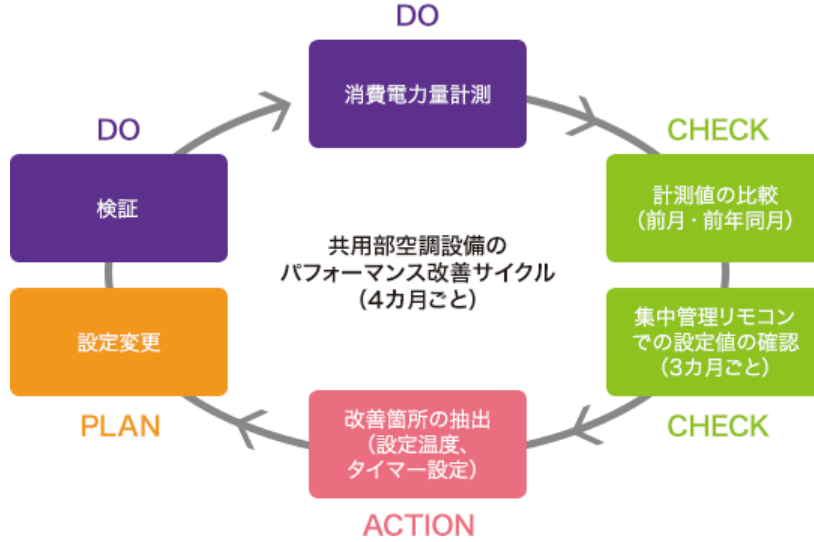 DO
消費電力量計測
CHECK
計測値の比較
（前月・前年同月）
集中管理リモコン
での設定値の確認
（3カ月ごと）
CHECK
改善箇所の抽出
（設定温度、
タイマー設定）
ACTION
設定変更
PLAN
DO
検証
共用部空調設備の
パフォーマンス改善サイクル
（4カ月ごと）